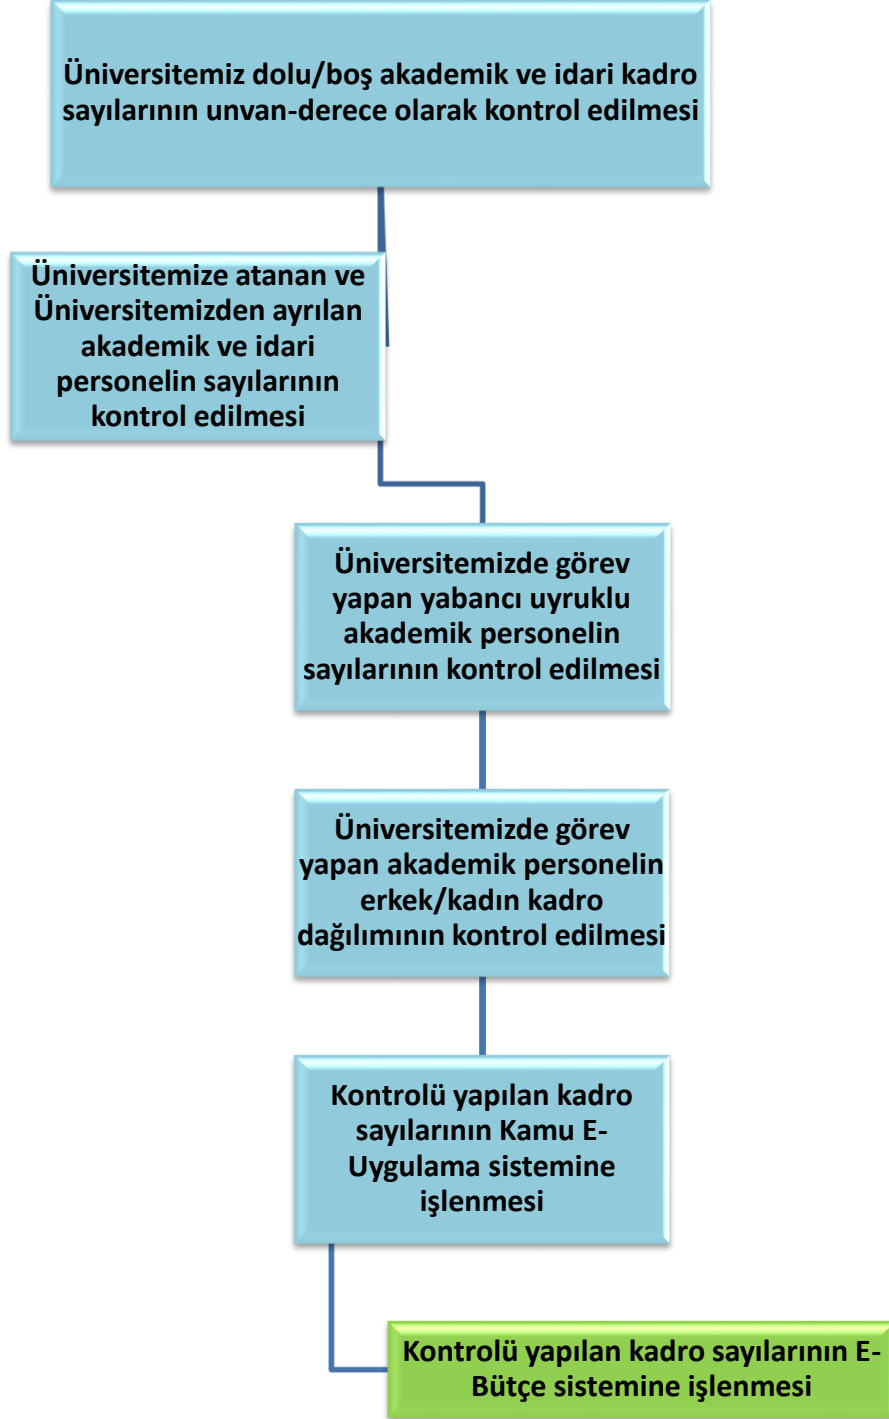 Üniversitemiz dolu/boş akademik ve idari kadro
sayılarının unvan-derece olarak kontrol edilmesi
Üniversitemize atanan ve
Üniversitemizden ayrılan
akademik ve idari
personelin sayılarının
kontrol edilmesi
Üniversitemizde görev
yapan yabancı uyruklu
akademik personelin
sayılarının kontrol edilmesi
Üniversitemizde görev
yapan akademik personelin
erkek/kadın kadro
dağılımının kontrol edilmesi
Kontrolü yapılan kadro
sayılarının Kamu E-
Uygulama sistemine
işlenmesi
Kontrolü yapılan kadro sayılarının E-
Bütçe sistemine işlenmesi